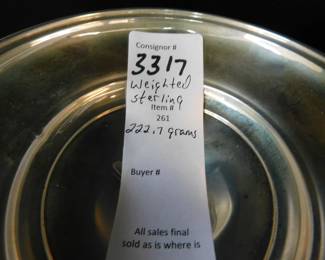 Consignor #
3317
weighted
sterling
Item #
261
222.7 grams
Buyer #
All sales final
sold as is where is